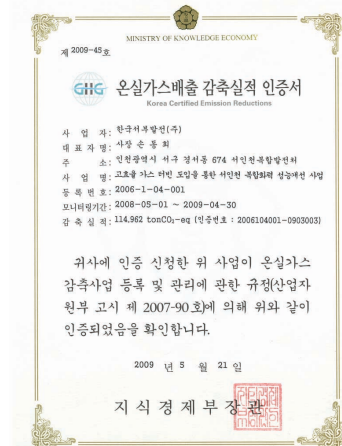 MINISTRY OF KNOWLEDGE ECONOMY
제 2009-45호
GHG 온실가스배출 감축실적 인증서
Korea Certified Emission Reductions
사 업 자: 한국서부발전(주)
대 표 자 명: 사장 손 동 희
주 소: 인천광역시 서구 경서동 674 서인천복합발전처
사 업 명: 고효율 가스 터빈 도입을 통한 서인천 복합화력 성능개선 사업
등 록 번 호: 2006-1-04-001
모니터링기간: 2008-05-01 ~ 2009-04-30
감 축 실 적: 114,962 tonCO₂-eq (인증번호 : 2006104001-0903003)
귀사에 인증 신청한 위 사업이 온실가스
감축사업 등록 및 관리에 관한 규정(산업자
원부 고시 제 2007-90호)에 의해 위와 같이
인증되었음을 확인합니다.
2009 년 5 월 21 일
지 식 경 제 부 장 관